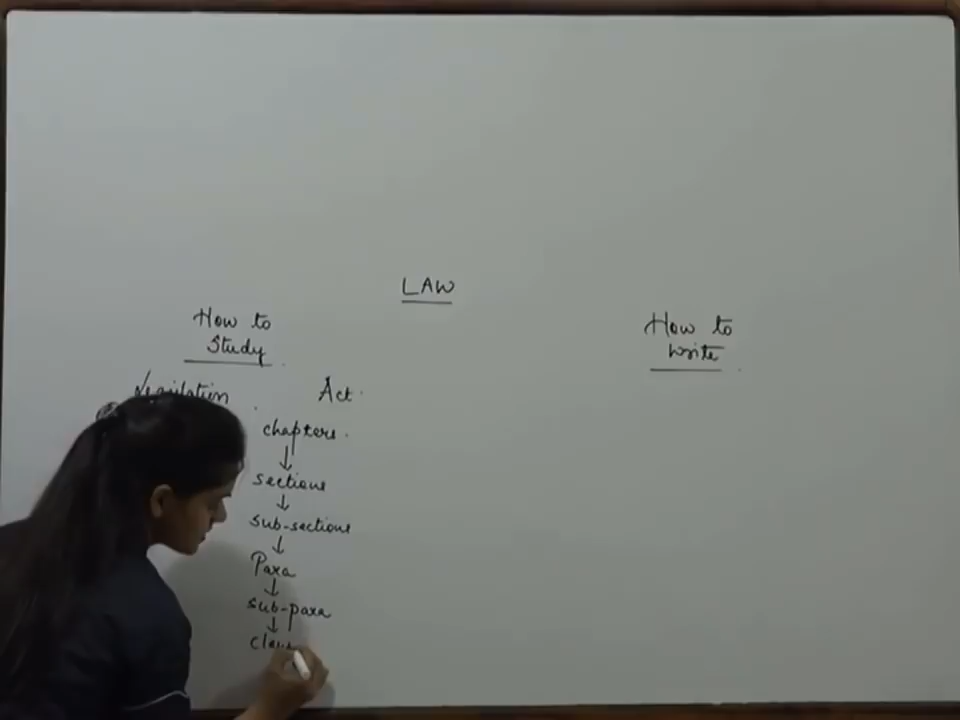 LAW
How to
Study
Act
chapters
↓
sections
↓
sub-sections
↓
Para
↓
sub-para
↓
How to
write